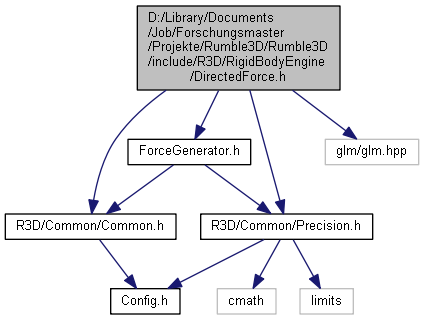 D:/Library/Documents
/Job/Forschungsmaster
/Projekte/Rumble3D/Rumble3D
/include/R3D/RigidBodyEngine
/DirectedForce.h
ForceGenerator.h
glm/glm.hpp
R3D/Common/Common.h
R3D/Common/Precision.h
Config.h
cmath
limits